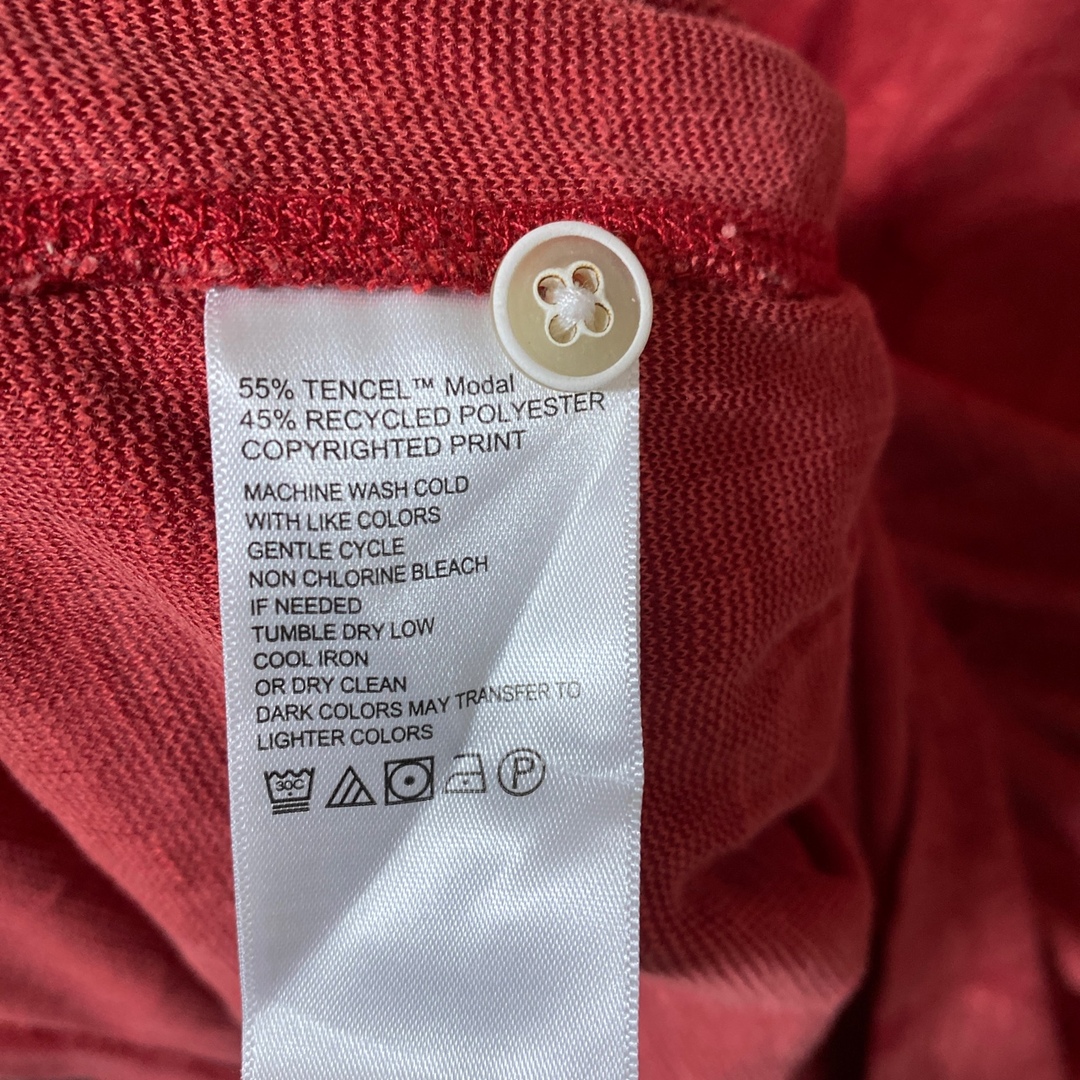 55% TENCEL™ Modal
45% RECYCLED POLYESTER
COPYRIGHTED PRINT
MACHINE WASH COLD
WITH LIKE COLORS
GENTLE CYCLE
NON CHLORINE BLEACH
IF NEEDED
TUMBLE DRY LOW
COOL IRON
OR DRY CLEAN
DARK COLORS MAY TRANSFER TO
LIGHTER COLORS
30C P